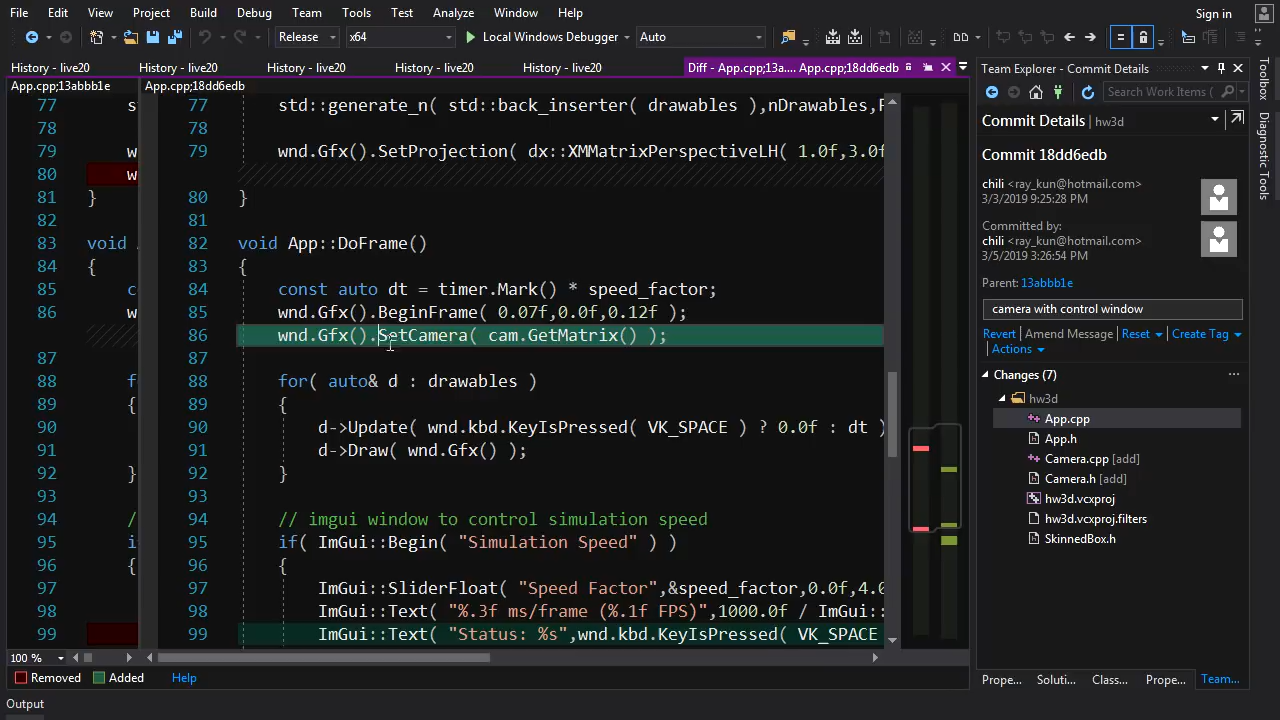 File Edit View Project Build Debug Team Tools Test Analyze Window Help Sign in
Release x64 Local Windows Debugger Auto
History - live20 History - live20 History - live20 History - live20 History - live20 Diff - App.cpp;13a.... App.cpp;18dd6edb
App.cpp;13abbb1e App.cpp;18dd6edb
77 st
78
79 w
80 w
81 }
82
83 void
84 {
85 co
86 w
87
88 f
89 {
90
91
92 }
93
94 /
95 i
96 {
97
98
99
77 std::generate_n( std::back_inserter( drawables ),nDrawables,F
78
79 wnd.Gfx().SetProjection( dx::XMMatrixPerspectiveLH( 1.0f,3.0f
80 }
81
82 void App::DoFrame()
83 {
84 const auto dt = timer.Mark() * speed_factor;
85 wnd.Gfx().BeginFrame( 0.07f,0.0f,0.12f );
86 wnd.Gfx().SetCamera( cam.GetMatrix() );
87
88 for( auto& d : drawables )
89 {
90 d->Update( wnd.kbd.KeyIsPressed( VK_SPACE ) ? 0.0f : dt )
91 d->Draw( wnd.Gfx() );
92 }
93
94 // imgui window to control simulation speed
95 if( ImGui::Begin( "Simulation Speed" ) )
96 {
97 ImGui::SliderFloat( "Speed Factor",&speed_factor,0.0f,4.0
98 ImGui::Text( "%.3f ms/frame (%.1f FPS)",1000.0f / ImGui::
99 ImGui::Text( "Status: %s",wnd.kbd.KeyIsPressed( VK_SPACE
100 %
Removed Added Help
Output
Team Explorer - Commit Details
Search Work Items (
Commit Details | hw3d
Commit 18dd6edb
chili <ray_kun@hotmail.com>
3/3/2019 9:25:28 PM
Committed by:
chili <ray_kun@hotmail.com>
3/5/2019 3:26:54 PM
Parent: 13abbb1e
camera with control window
Revert Amend Message Reset Create Tag
Actions
Changes (7)
hw3d
App.cpp
App.h
Camera.cpp [add]
Camera.h [add]
hw3d.vcxproj
hw3d.vcxproj.filters
SkinnedBox.h
Prope... Soluti... Class... Prope... Team...
Toolbox
Diagnostic Tools